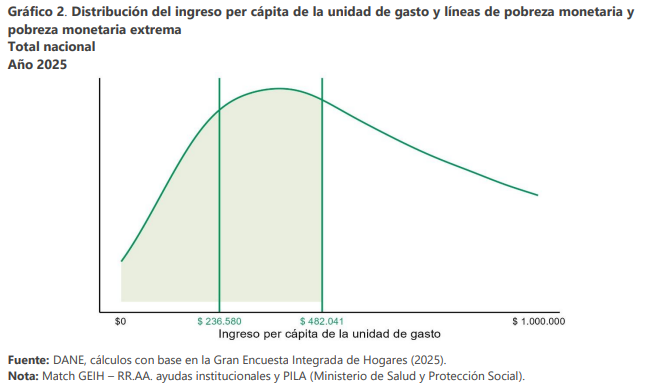 Gráfico 2. Distribución del ingreso per cápita de la unidad de gasto y líneas de pobreza monetaria y
pobreza monetaria extrema
Total nacional
Año 2025
$0 $ 236.580 $ 482.041 $ 1.000.000
Ingreso per cápita de la unidad de gasto
Fuente: DANE, cálculos con base en la Gran Encuesta Integrada de Hogares (2025).
Nota: Match GEIH – RR.AA. ayudas institucionales y PILA (Ministerio de Salud y Protección Social).